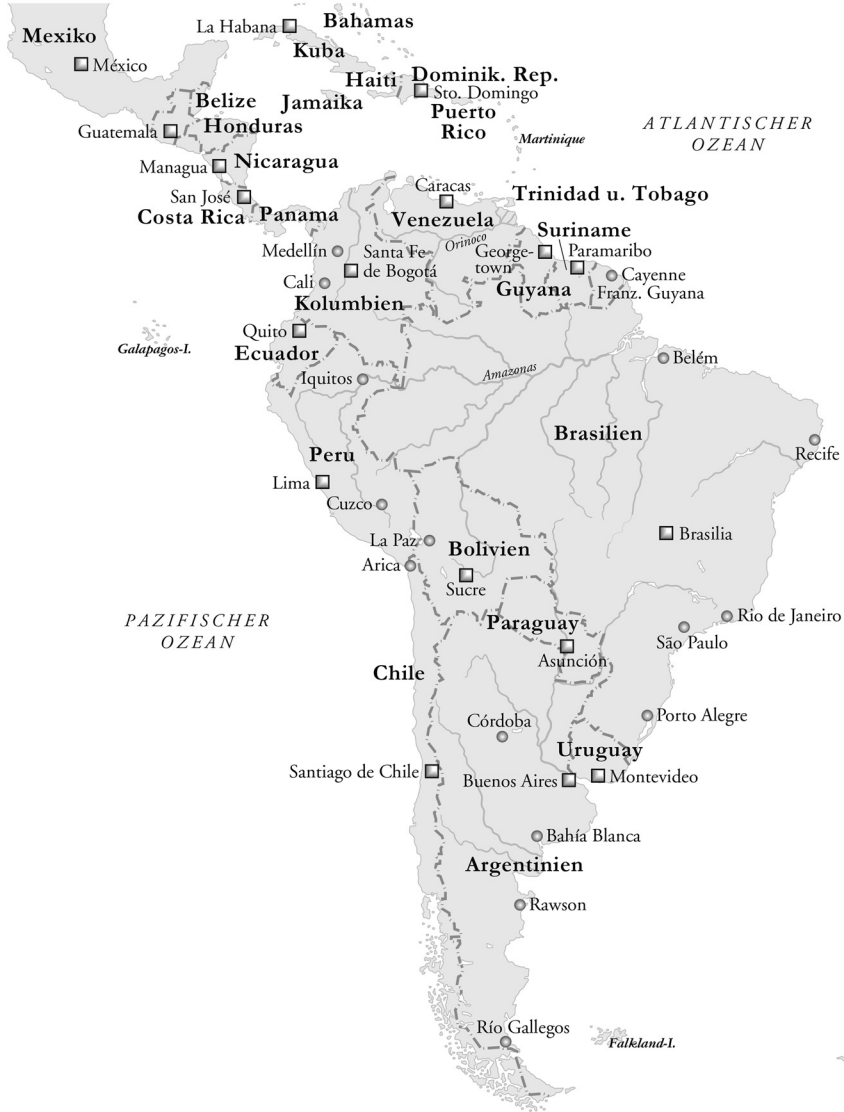 Bahamas
La Habana
Mexiko
Kuba
México
Haiti
Dominik. Rep.
Sto. Domingo
Belize
Jamaika
Puerto
Rico
Guatemala
Honduras
ATLANTISCHER
OZEAN
Martinique
Managua
Nicaragua
Caracas
San José
Trinidad u. Tobago
Costa Rica
Panama
Venezuela
Suriname
Orinoco
Medellín
Santa Fe
de Bogotá
George-
town
Paramaribo
Cali
Cayenne
Guyana
Franz. Guyana
Kolumbien
Quito
Galapagos-I.
Ecuador
Belém
Iquitos
Amazonas
Brasilien
Peru
Recife
Lima
Cuzco
Brasilia
La Paz
Bolivien
Arica
Sucre
PAZIFISCHER
OZEAN
Rio de Janeiro
Paraguay
São Paulo
Asunción
Chile
Porto Alegre
Córdoba
Uruguay
Santiago de Chile
Buenos Aires
Montevideo
Bahía Blanca
Argentinien
Rawson
Río Gallegos
Falkland-I.